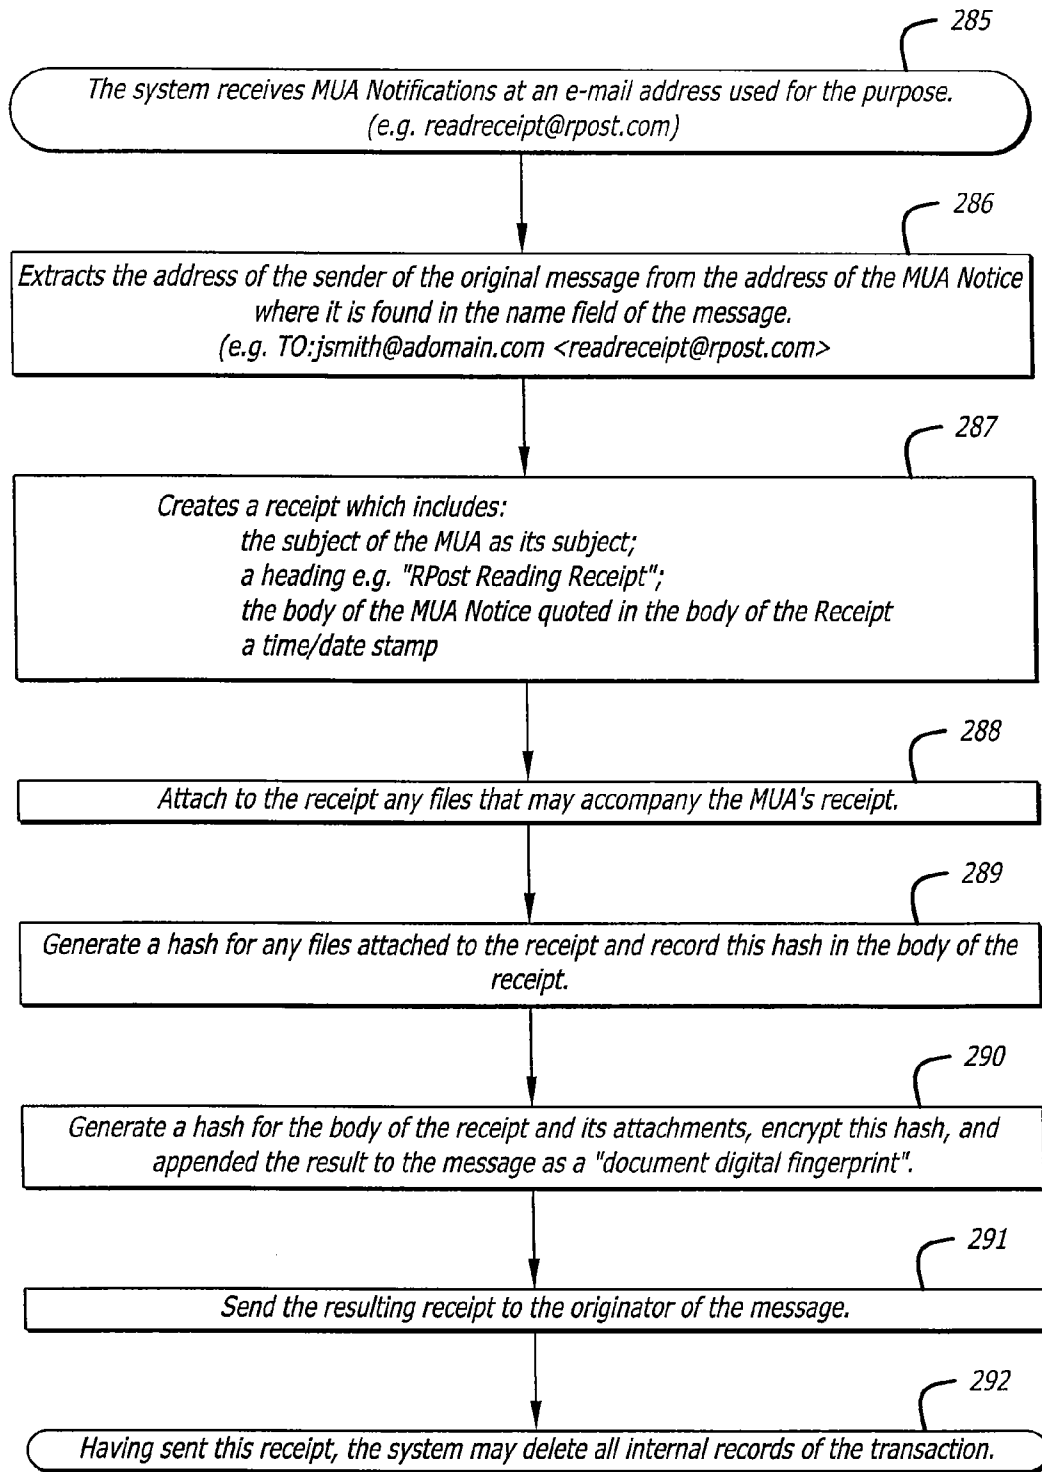 285
The system receives MUA Notifications at an e-mail address used for the purpose.
(e.g. readreceipt@rpost.com)
286
Extracts the address of the sender of the original message from the address of the MUA Notice
where it is found in the name field of the message.
(e.g. TO:jsmith@adomain.com <readreceipt@rpost.com>
287
Creates a receipt which includes:
the subject of the MUA as its subject;
a heading e.g. "RPost Reading Receipt";
the body of the MUA Notice quoted in the body of the Receipt
a time/date stamp
288
Attach to the receipt any files that may accompany the MUA's receipt.
289
Generate a hash for any files attached to the receipt and record this hash in the body of the
receipt.
290
Generate a hash for the body of the receipt and its attachments, encrypt this hash, and
appended the result to the message as a "document digital fingerprint".
291
Send the resulting receipt to the originator of the message.
292
Having sent this receipt, the system may delete all internal records of the transaction.